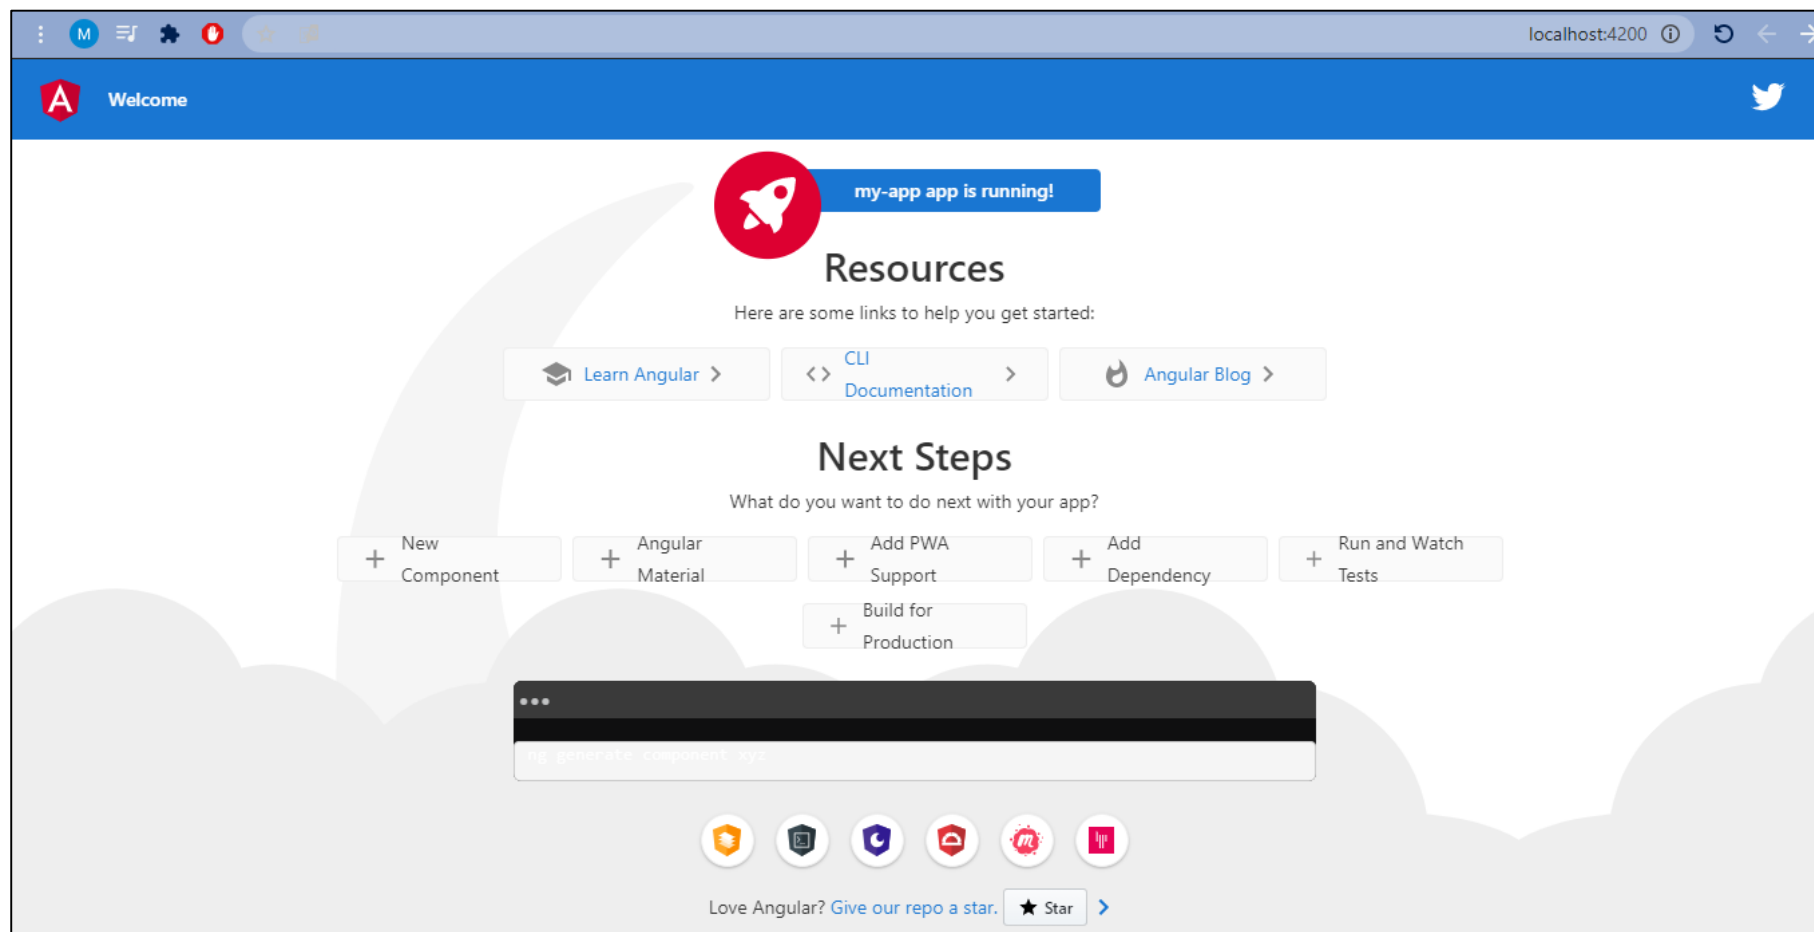 M
localhost:4200
Welcome
my-app app is running!
Resources
Here are some links to help you get started:
Learn Angular
CLI
Documentation
Angular Blog
Next Steps
What do you want to do next with your app?
New
Component
Angular
Material
Add PWA
Support
Add
Dependency
Run and Watch
Tests
Build for
Production
ng generate component xyz
Love Angular? Give our repo a star. Star